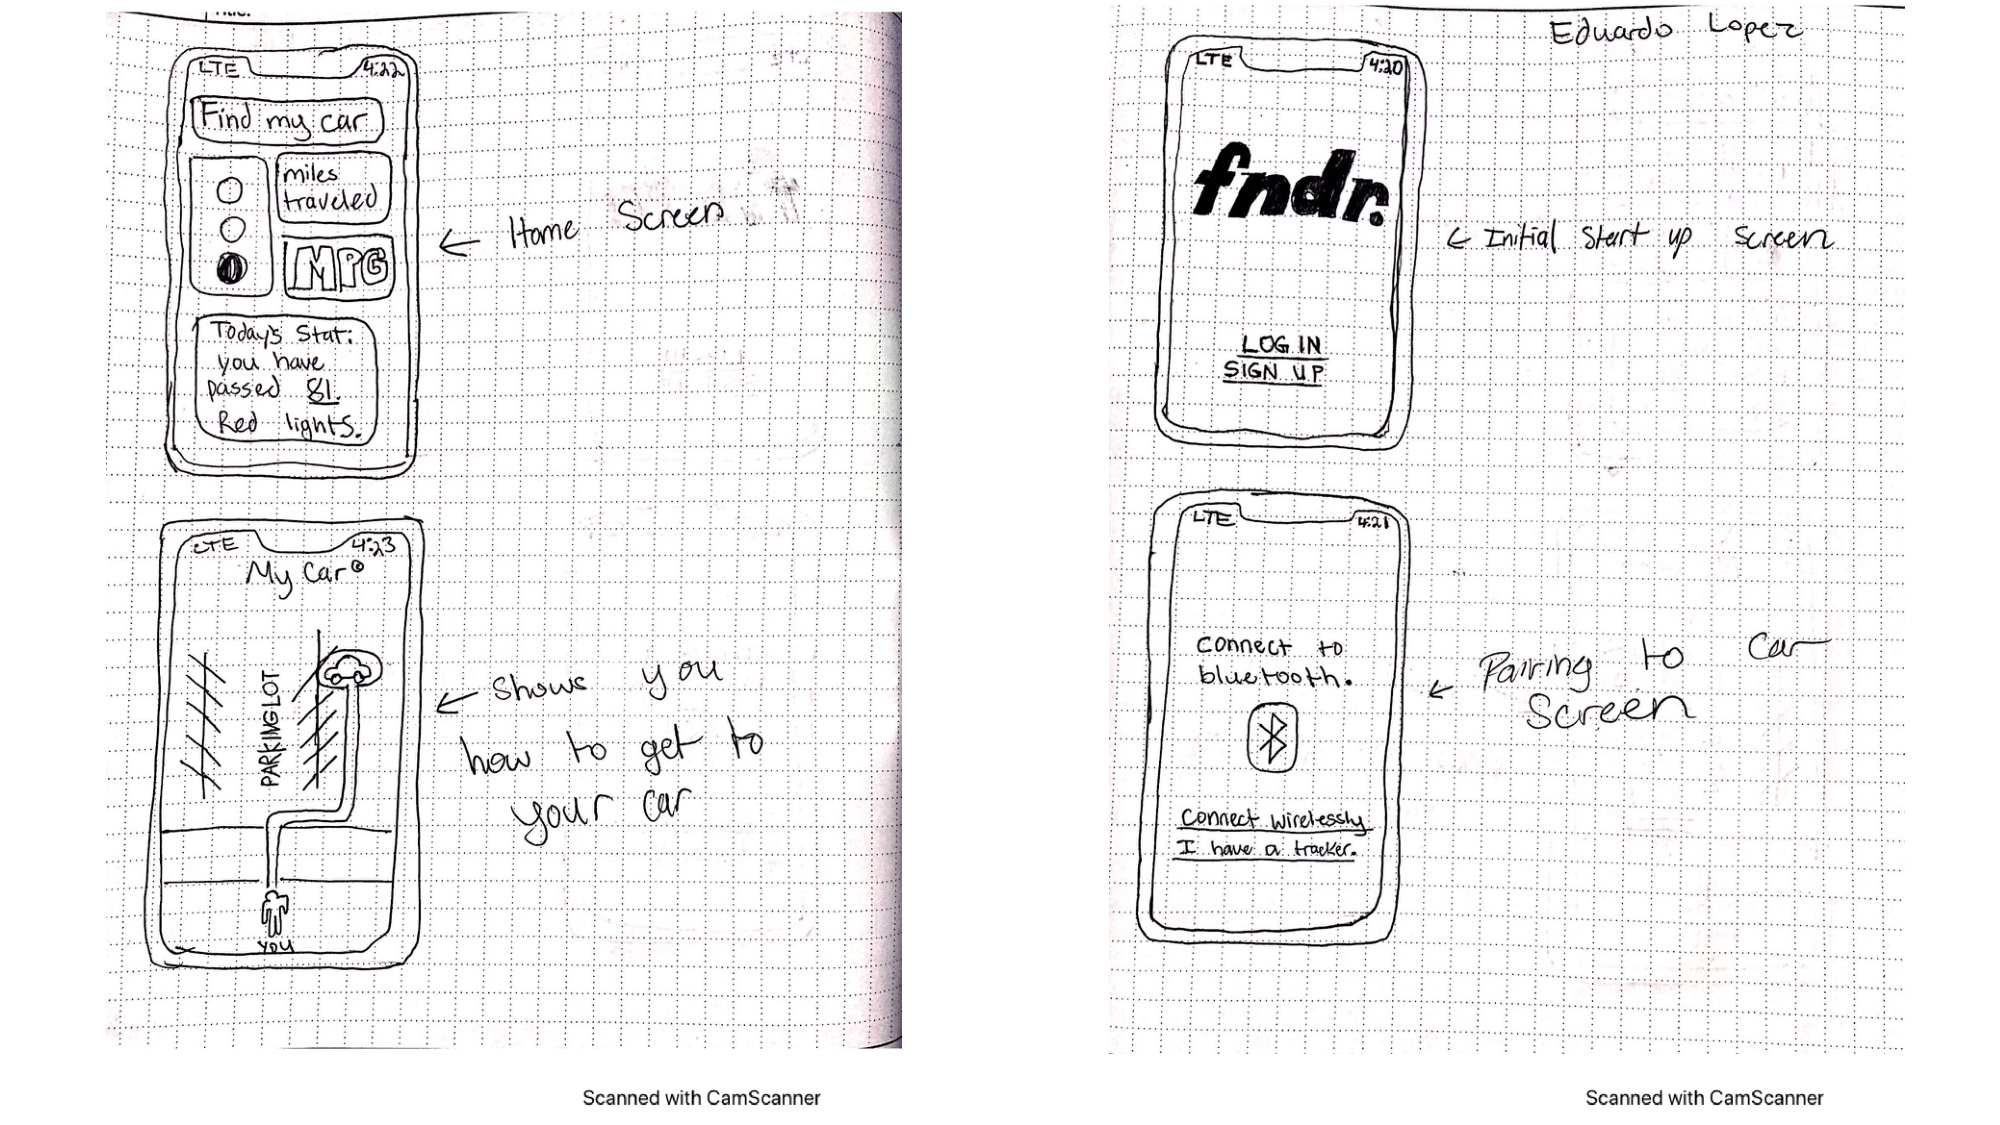 LTE
4:22
Find my car
miles
traveled
MPG
Today's Stat:
you have
passed 81.
Red lights.
← Home Screen
LTE
4:23
My Car
PARKING LOT
YOU
← shows you
how to get to
your car
Scanned with CamScanner
Eduardo Lopez
LTE
4:20
fndr.
LOG IN
SIGN UP
← Initial Start up Screen
LTE
4:21
Connect to
bluetooth.
Connect wirelessly
I have a tracker.
← Pairing to Car
Screen
Scanned with CamScanner